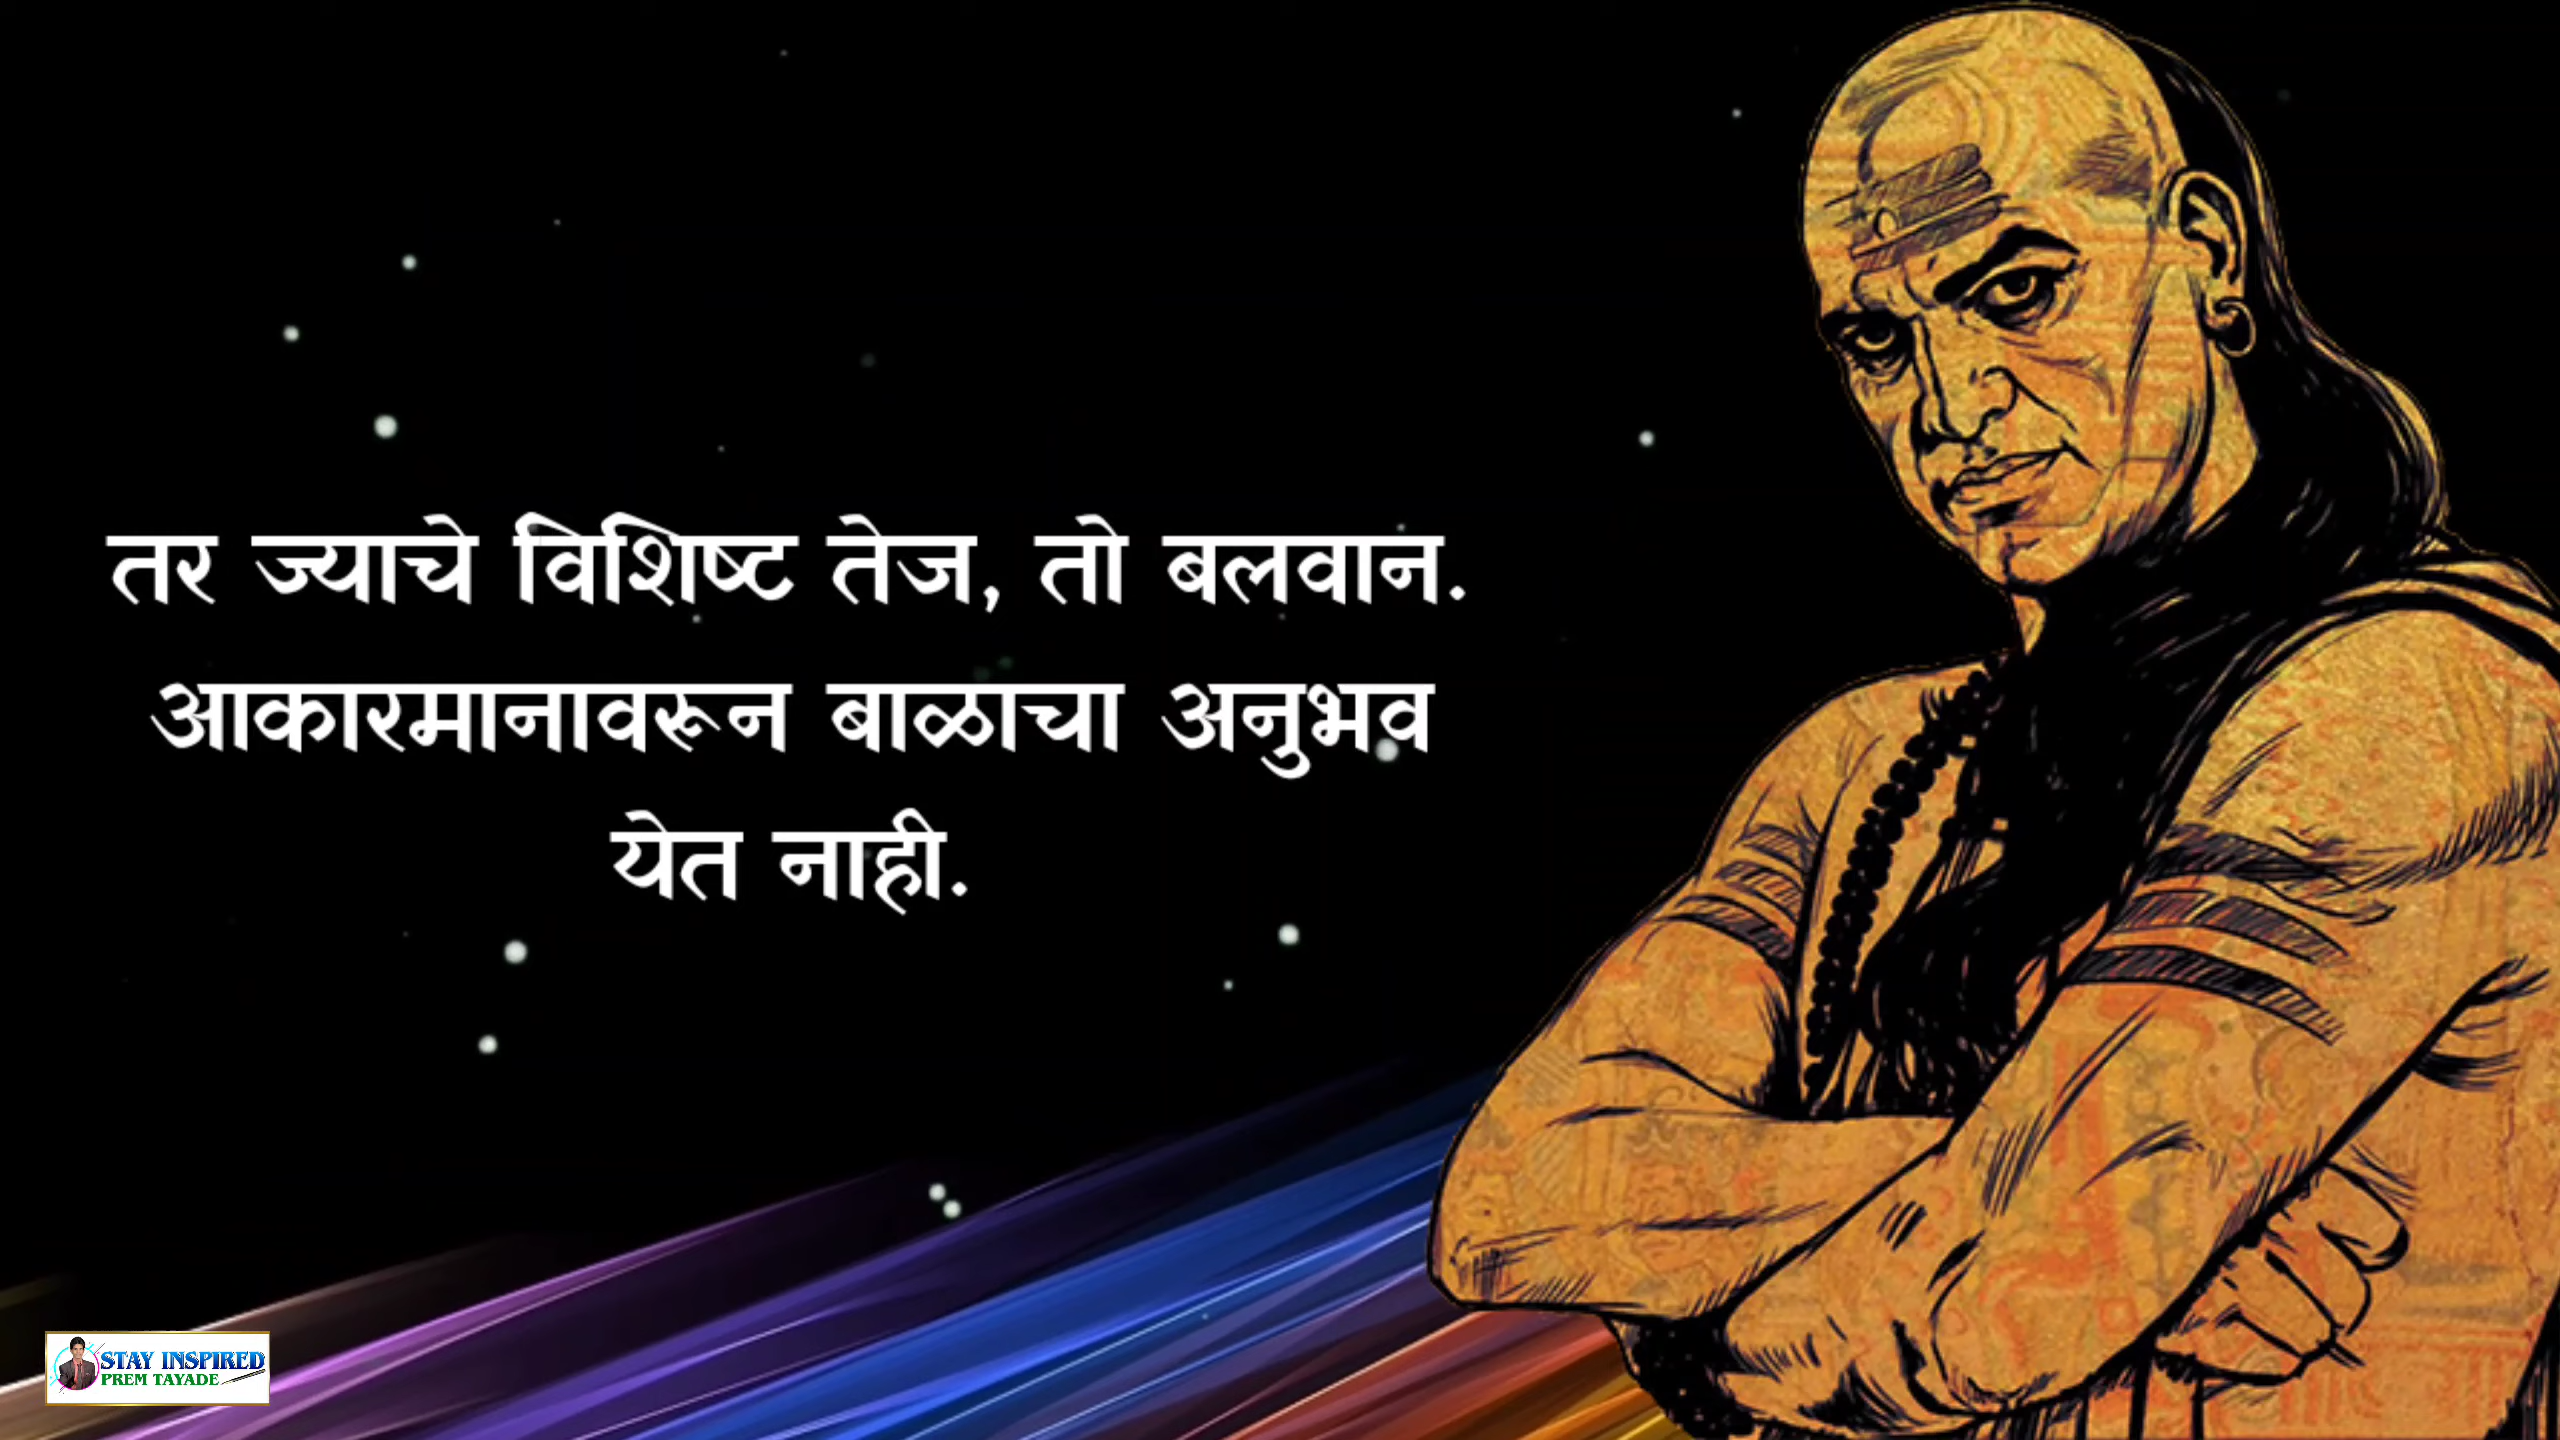 तर ज्याचे विशिष्ट तेज, तो बलवान.
आकारमानावरून बाळाचा अनुभव
येत नाही.
STAY INSPIRED
PREM TAYADE